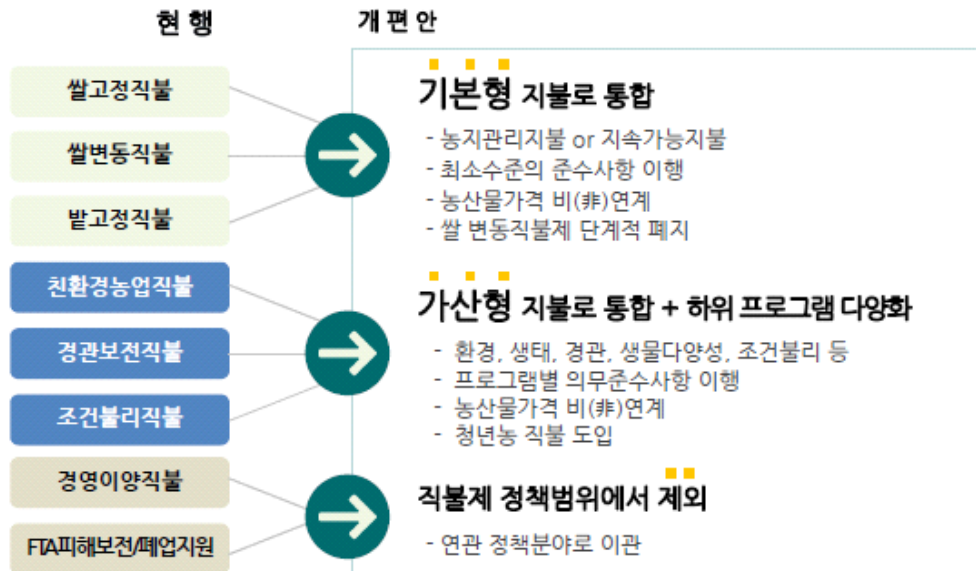 현 행
개 편 안
쌀고정직불
쌀변동직불
밭고정직불
기본형 지불로 통합
- 농지관리지불 or 지속가능지불
- 최소수준의 준수사항 이행
- 농산물가격 비(非)연계
- 쌀 변동직불제 단계적 폐지
친환경농업직불
경관보전직불
조건불리직불
가산형 지불로 통합 + 하위 프로그램 다양화
- 환경, 생태, 경관, 생물다양성, 조건불리 등
- 프로그램별 의무준수사항 이행
- 농산물가격 비(非)연계
- 청년농 직불 도입
경영이양직불
FTA피해보전/폐업지원
직불제 정책범위에서 제외
- 연관 정책분야로 이관